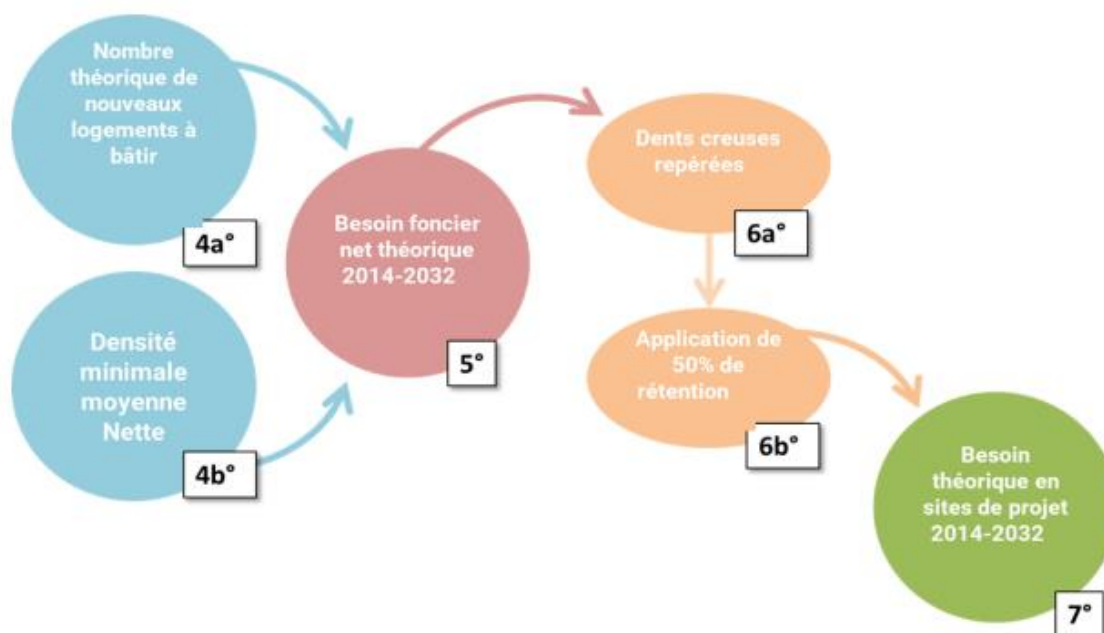 Nombre
théorique de
nouveaux
logements à
bâtir
4a°
Densité
minimale
moyenne
Nette
4b°
Besoin foncier
net théorique
2014-2032
5°
Dents creuses
repérées
6a°
Application de
50% de
rétention
6b°
Besoin
théorique en
sites de projet
2014-2032
7°